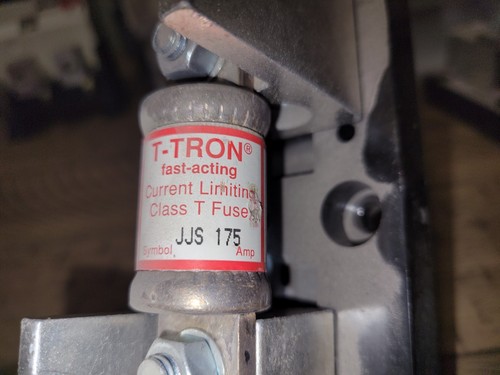 T-TRON®
fast-acting
Current Limiting
Class T Fuse
JJS 175
Symbol Amp